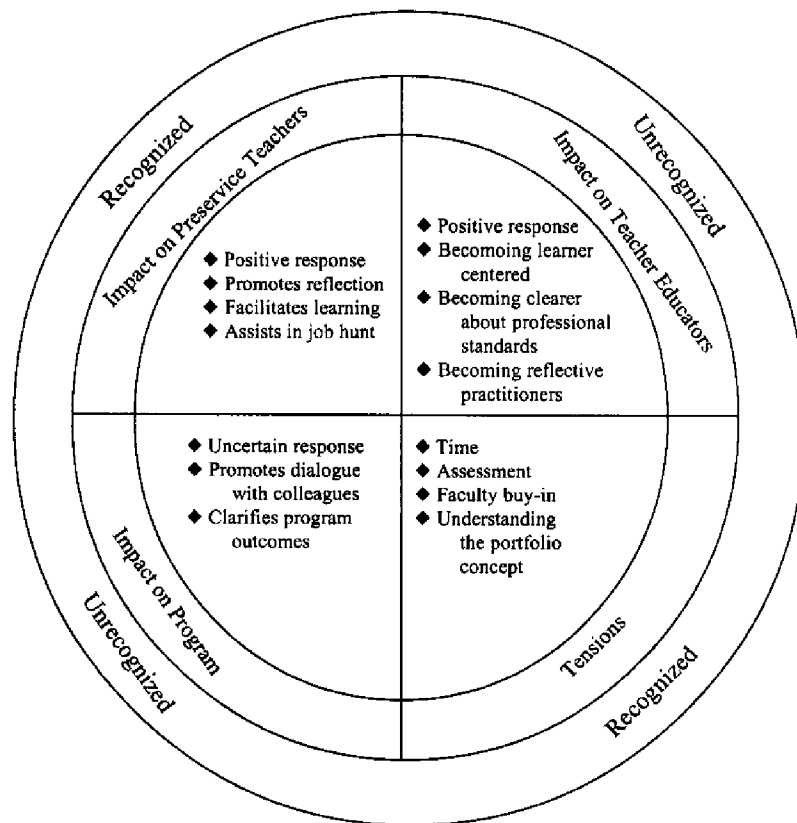 Recognized
Impact on Preservice Teachers
◆ Positive response
◆ Promotes reflection
◆ Facilitates learning
◆ Assists in job hunt
Unrecognized
Impact on Teacher Educators
◆ Positive response
◆ Becomoing learner
centered
◆ Becoming clearer
about professional
standards
◆ Becoming reflective
practitioners
Unrecognized
Impact on Program
◆ Uncertain response
◆ Promotes dialogue
with colleagues
◆ Clarifies program
outcomes
Recognized
Tensions
◆ Time
◆ Assessment
◆ Faculty buy-in
◆ Understanding
the portfolio
concept